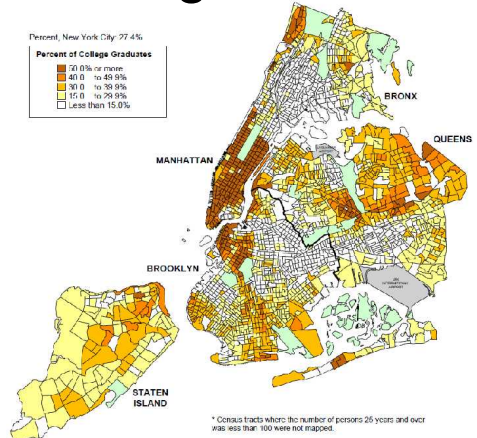 Percent, New York City: 27.4%
Percent of College Graduates
50.0% or more
40.0 to 49.9%
30.0 to 39.9%
15.0 to 29.9%
Less than 15.0%
BRONX
QUEENS
MANHATTAN
BROOKLYN
JFK
INTERNATIONAL
AIRPORT
STATEN
ISLAND
* Census tracts where the number of persons 25 years and over
was less than 100 were not mapped.